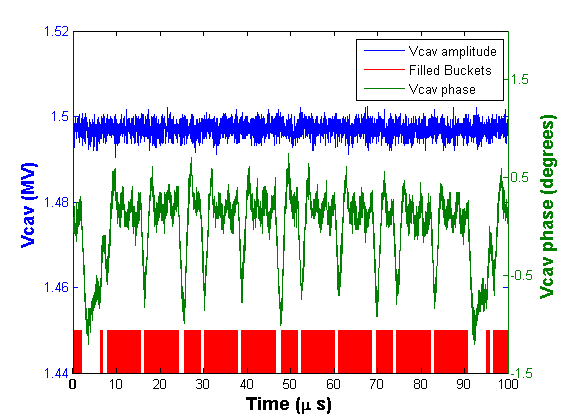 1.52
1.5
1.48
1.46
1.44
Vcav (MV)
Vcav amplitude
Filled Buckets
Vcav phase
1.5
0.5
-0.5
-1.5
Vcav phase (degrees)
0 10 20 30 40 50 60 70 80 90 100
Time (μ s)